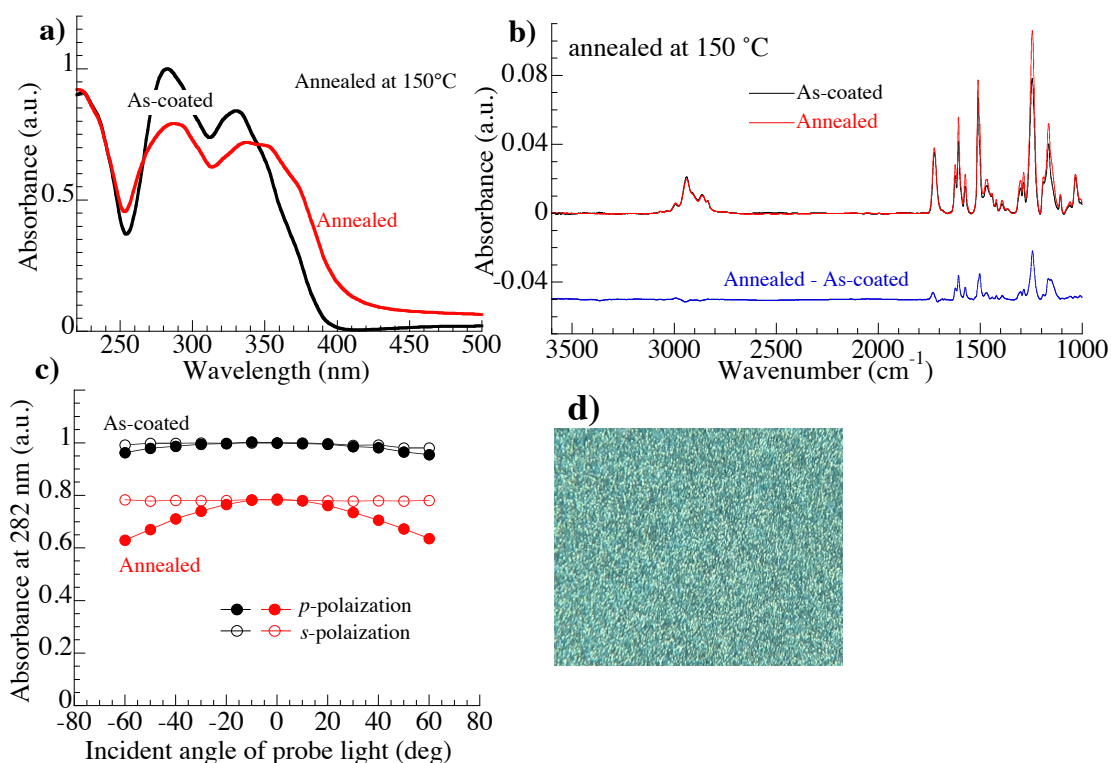 a)
Annealed at 150°C
As-coated
Annealed
1
0.5
0
Absorbance (a.u.)
250 300 350 400 450 500
Wavelength (nm)
b)
annealed at 150 °C
As-coated
Annealed
0.08
0.04
0
-0.04
Absorbance (a.u.)
Annealed - As-coated
3500 3000 2500 2000 1500 1000
Wavenumber (cm-1)
c)
As-coated
1
0.8
0.6
0.4
0.2
0
Absorbance at 282 nm (a.u.)
Annealed
p-polaization
s-polaization
-80 -60 -40 -20 0 20 40 60 80
Incident angle of probe light (deg)
d)